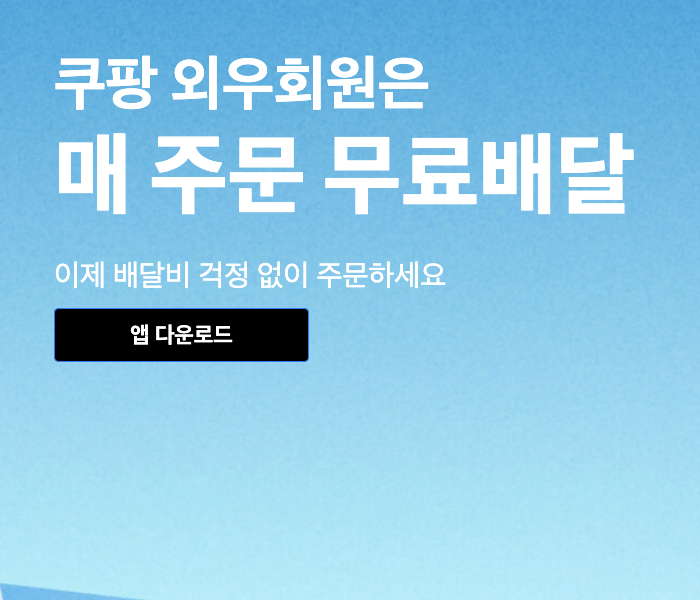 쿠팡 외우회원은
매 주문 무료배달
이제 배달비 걱정 없이 주문하세요
앱 다운로드